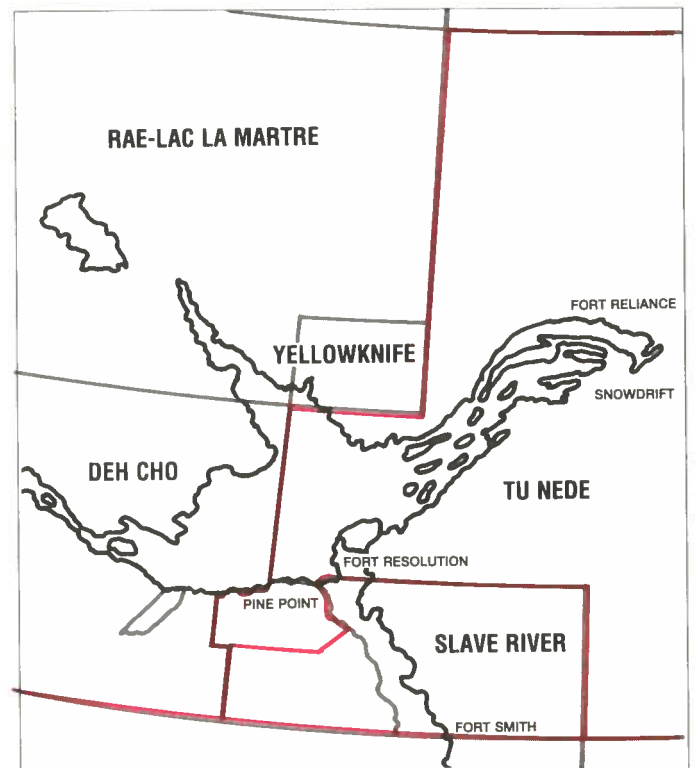 RAE-LAC LA MARTRE
FORT RELIANCE
YELLOWKNIFE
SNOWDRIFT
DEH CHO
TU NEDE
FORT RESOLUTION
PINE POINT
SLAVE RIVER
FORT SMITH